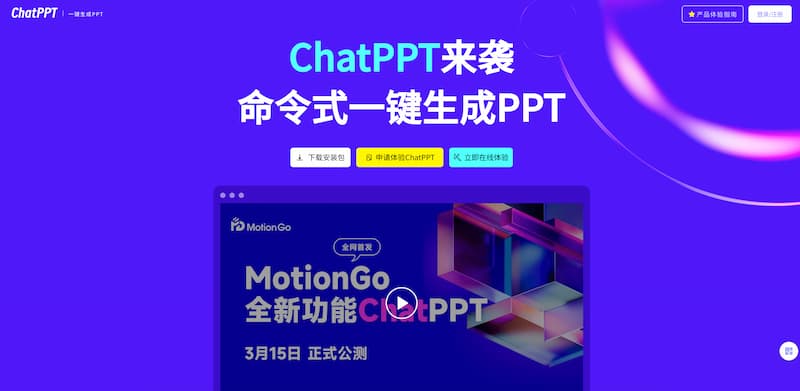 ChatPPT | 一键生成PPT
产品体验指南
登录/注册
ChatPPT来袭
命令式一键生成PPT
下载安装包
申请体验ChatPPT
立即在线体验
MotionGo
全网首发
MotionGo
全新功能ChatPPT
3月15日 正式公测